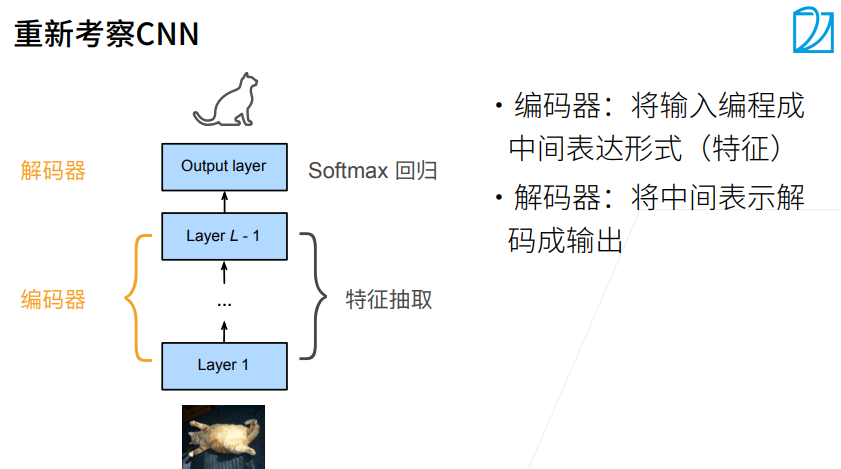 重新考察CNN
解码器
Output layer
Softmax 回归
Layer L - 1
编码器
...
特征抽取
Layer 1
·编码器：将输入编程成
中间表达形式（特征）
·解码器：将中间表示解
码成输出